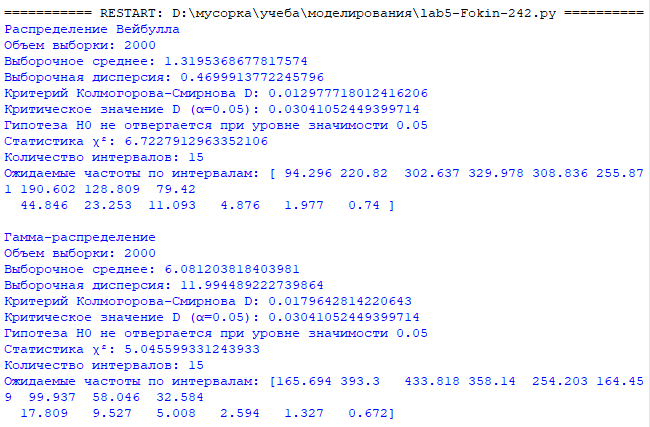 =========== RESTART: D:\мусорка\учеба\моделирования\lab5-Fokin-242.py ==========
Распределение Вейбулла
Объем выборки: 2000
Выборочное среднее: 1.3195368677817574
Выборочная дисперсия: 0.4699913772245796
Критерий Колмогорова-Смирнова D: 0.012977718012416206
Критическое значение D (α=0.05): 0.03041052449399714
Гипотеза H0 не отвергается при уровне значимости 0.05
Статистика χ²: 6.7227912963352106
Количество интервалов: 15
Ожидаемые частоты по интервалам: [ 94.296 220.82  302.637 329.978 308.836 255.87
1 190.602 128.809  79.42
  44.846  23.253  11.093   4.876   1.977   0.74 ]

Гамма-распределение
Объем выборки: 2000
Выборочное среднее: 6.081203818403981
Выборочная дисперсия: 11.994489222739864
Критерий Колмогорова-Смирнова D: 0.0179642814220643
Критическое значение D (α=0.05): 0.03041052449399714
Гипотеза H0 не отвергается при уровне значимости 0.05
Статистика χ²: 5.045599331243933
Количество интервалов: 15
Ожидаемые частоты по интервалам: [165.694 393.3   433.818 358.14  254.203 164.45
9  99.937  58.046  32.584
  17.809   9.527   5.008   2.594   1.327   0.672]